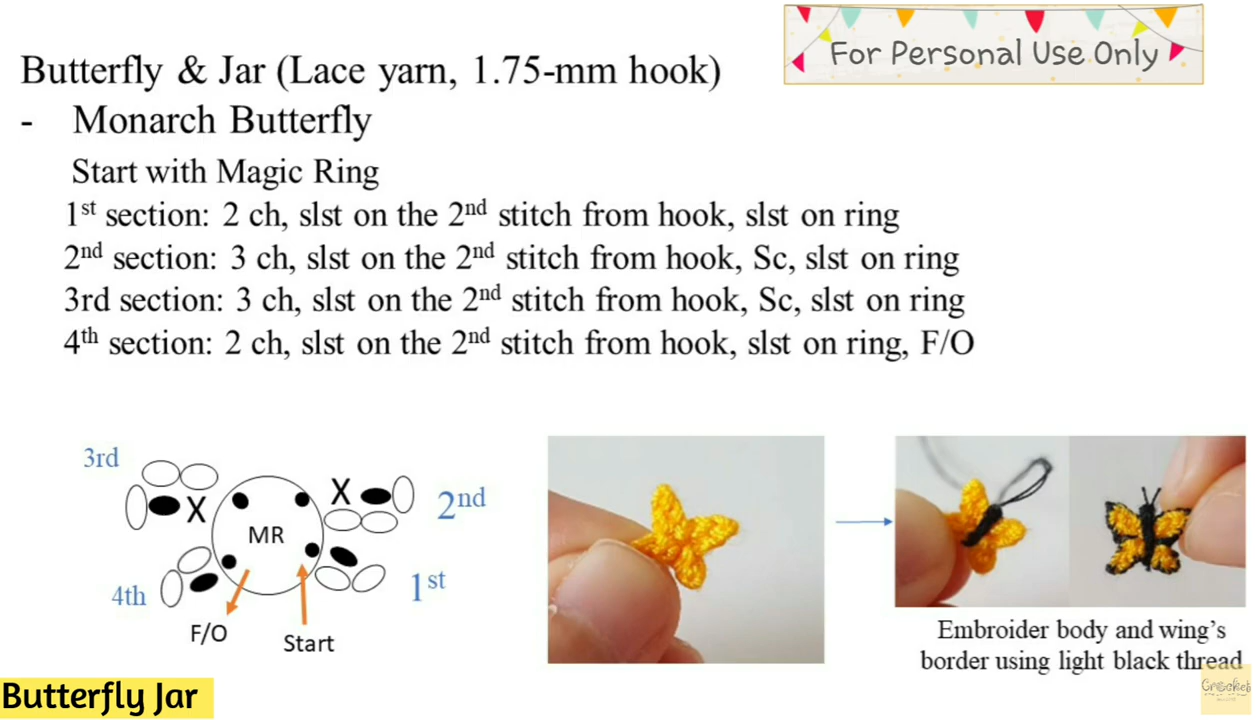 For Personal Use Only
Butterfly & Jar (Lace yarn, 1.75-mm hook)
- Monarch Butterfly
Start with Magic Ring
1st section: 2 ch, slst on the 2nd stitch from hook, slst on ring
2nd section: 3 ch, slst on the 2nd stitch from hook, Sc, slst on ring
3rd section: 3 ch, slst on the 2nd stitch from hook, Sc, slst on ring
4th section: 2 ch, slst on the 2nd stitch from hook, slst on ring, F/O
3rd
X
X
2nd
MR
4th
1st
F/O
Start
Embroider body and wing's
border using light black thread
Butterfly Jar
Crochet